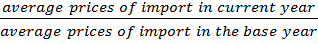 average prices of import in current year
average prices of import in the base year